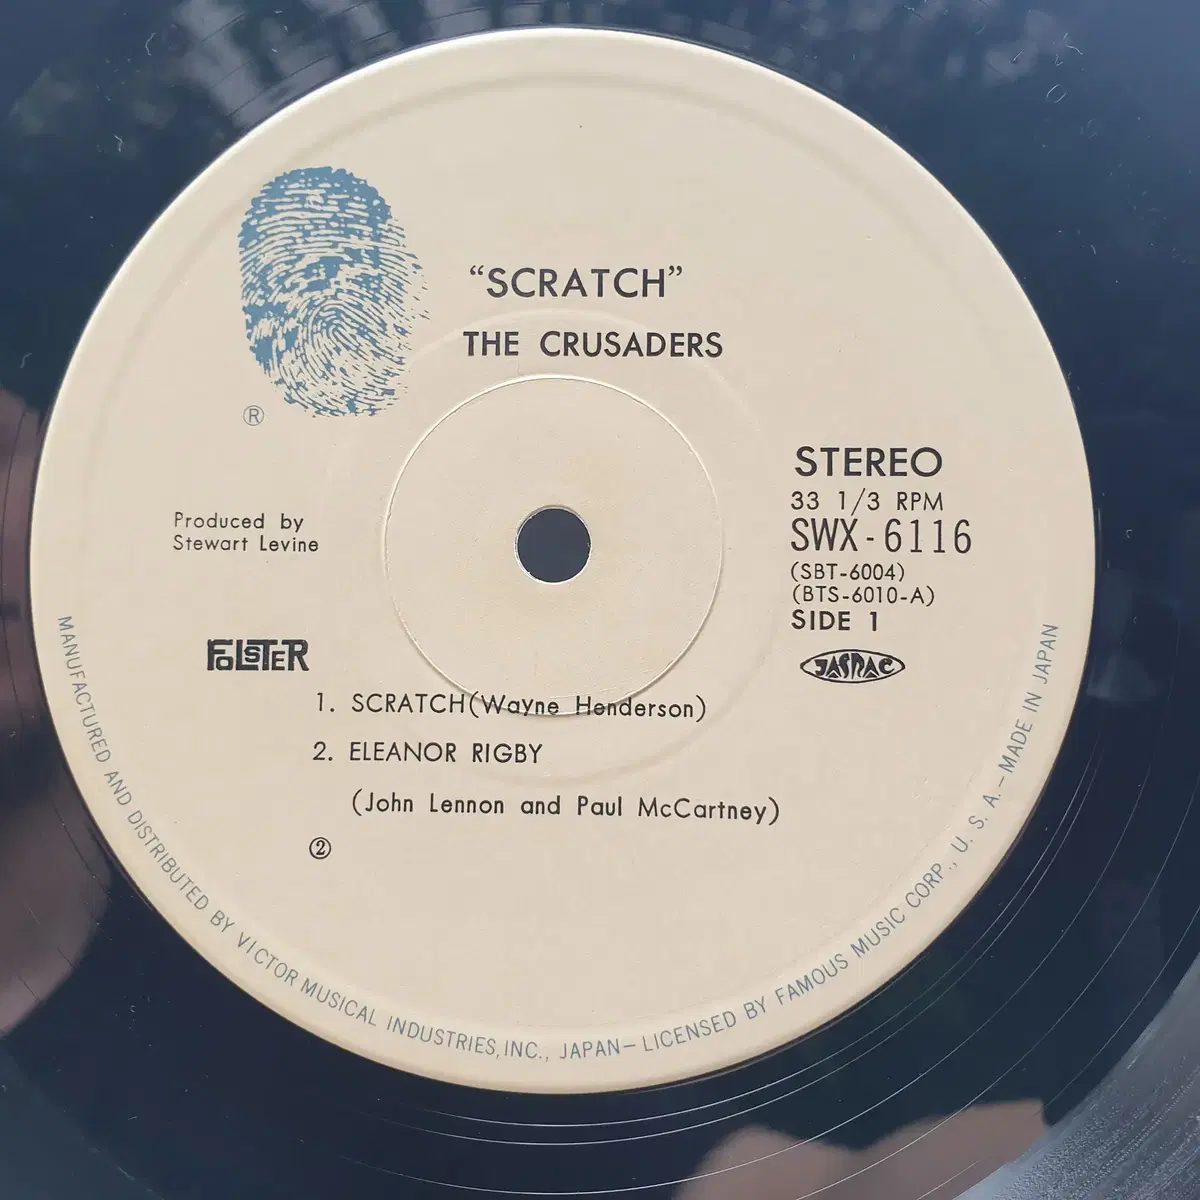 “SCRATCH”
THE CRUSADERS
®
STEREO
33 1/3 RPM
SWX-6116
(SBT-6004)
(BTS-6010-A)
SIDE 1
JASRAC
Produced by
Stewart Levine
FOLSTER
1. SCRATCH(Wayne Henderson)
2. ELEANOR RIGBY
(John Lennon and Paul McCartney)
②
MANUFACTURED AND DISTRIBUTED BY VICTOR MUSICAL INDUSTRIES,INC., JAPAN—LICENSED BY FAMOUS MUSIC CORP., U. S. A.—MADE IN JAPAN